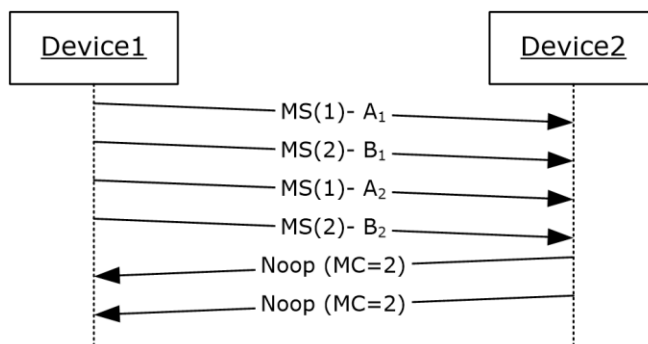 Device1
Device2
MS(1)- A₁
MS(2)- B₁
MS(1)- A₂
MS(2)- B₂
Noop (MC=2)
Noop (MC=2)